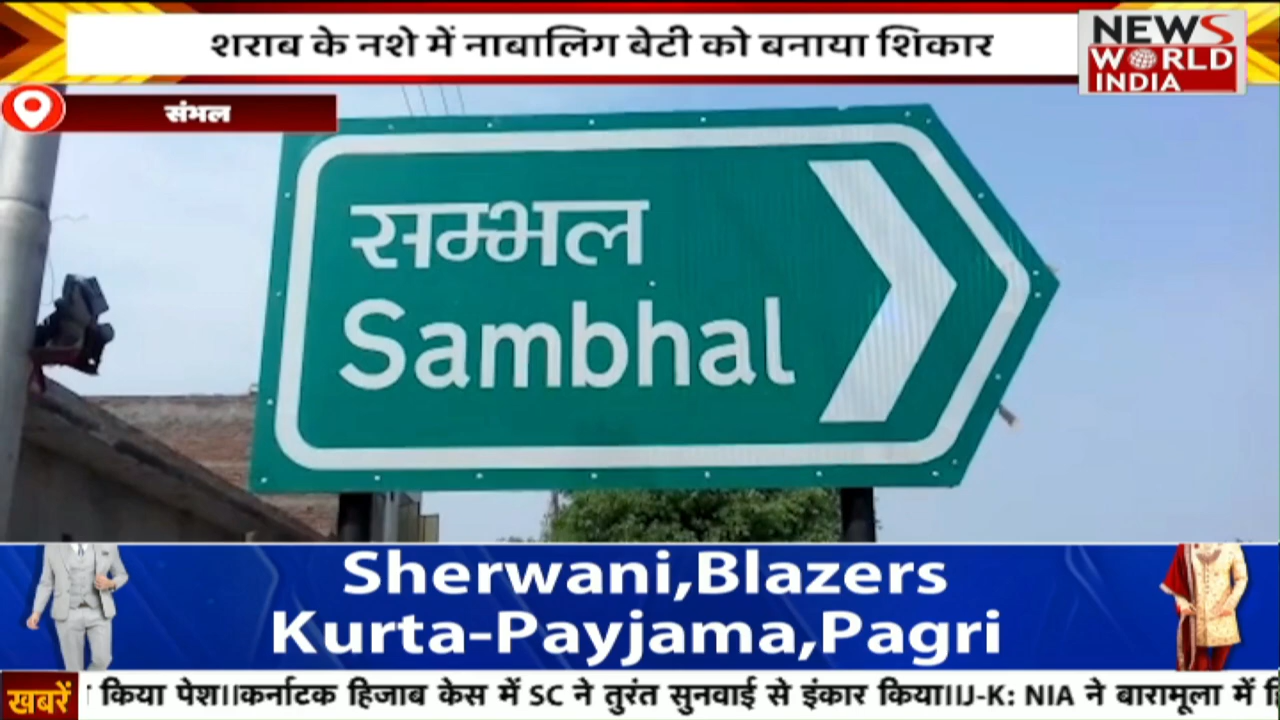 शराब के नशे में नाबालिग बेटी को बनाया शिकार
NEWS
WORLD
INDIA
संभल
सम्भल
Sambhal
Sherwani,Blazers
Kurta-Payjama,Pagri
खबरें
किया पेश||कर्नाटक हिजाब केस में SC ने तुरंत सुनवाई से इंकार किया||J-K: NIA ने बारामूला में